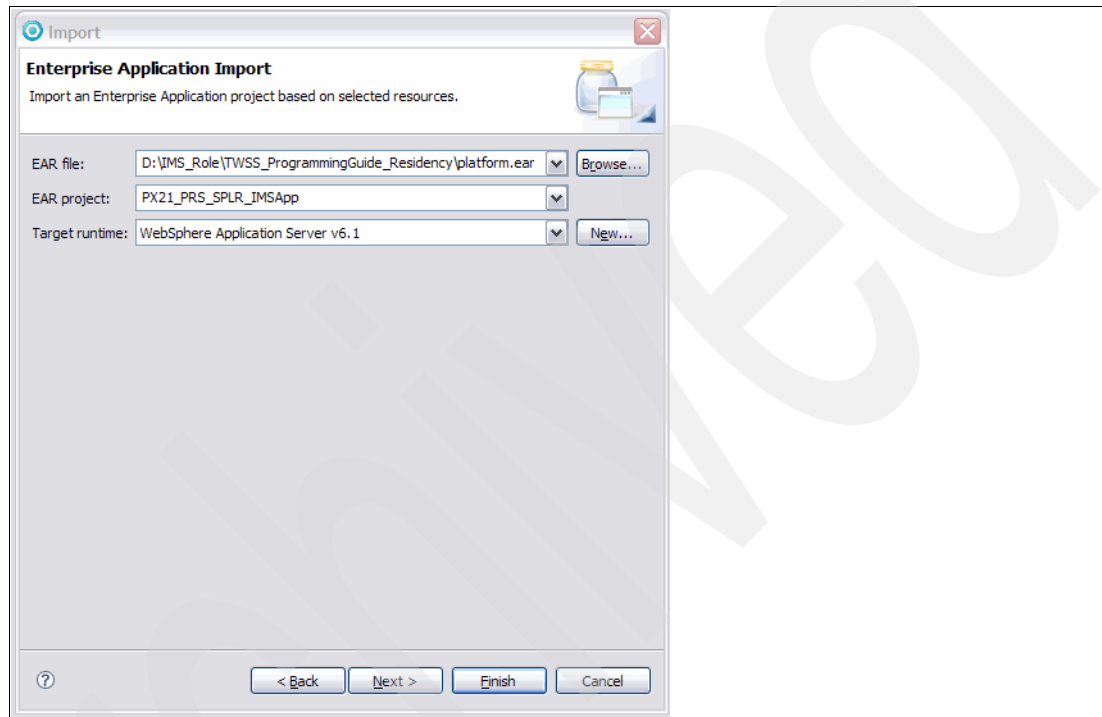 Import
Enterprise Application Import
Import an Enterprise Application project based on selected resources.
EAR file: D:\IMS_Role\TWSS_ProgrammingGuide_Residency\platform.ear Browse...
EAR project: PX21_PRS_SPLR_IMSApp
Target runtime: WebSphere Application Server v6.1 New...
? < Back Next > Finish Cancel